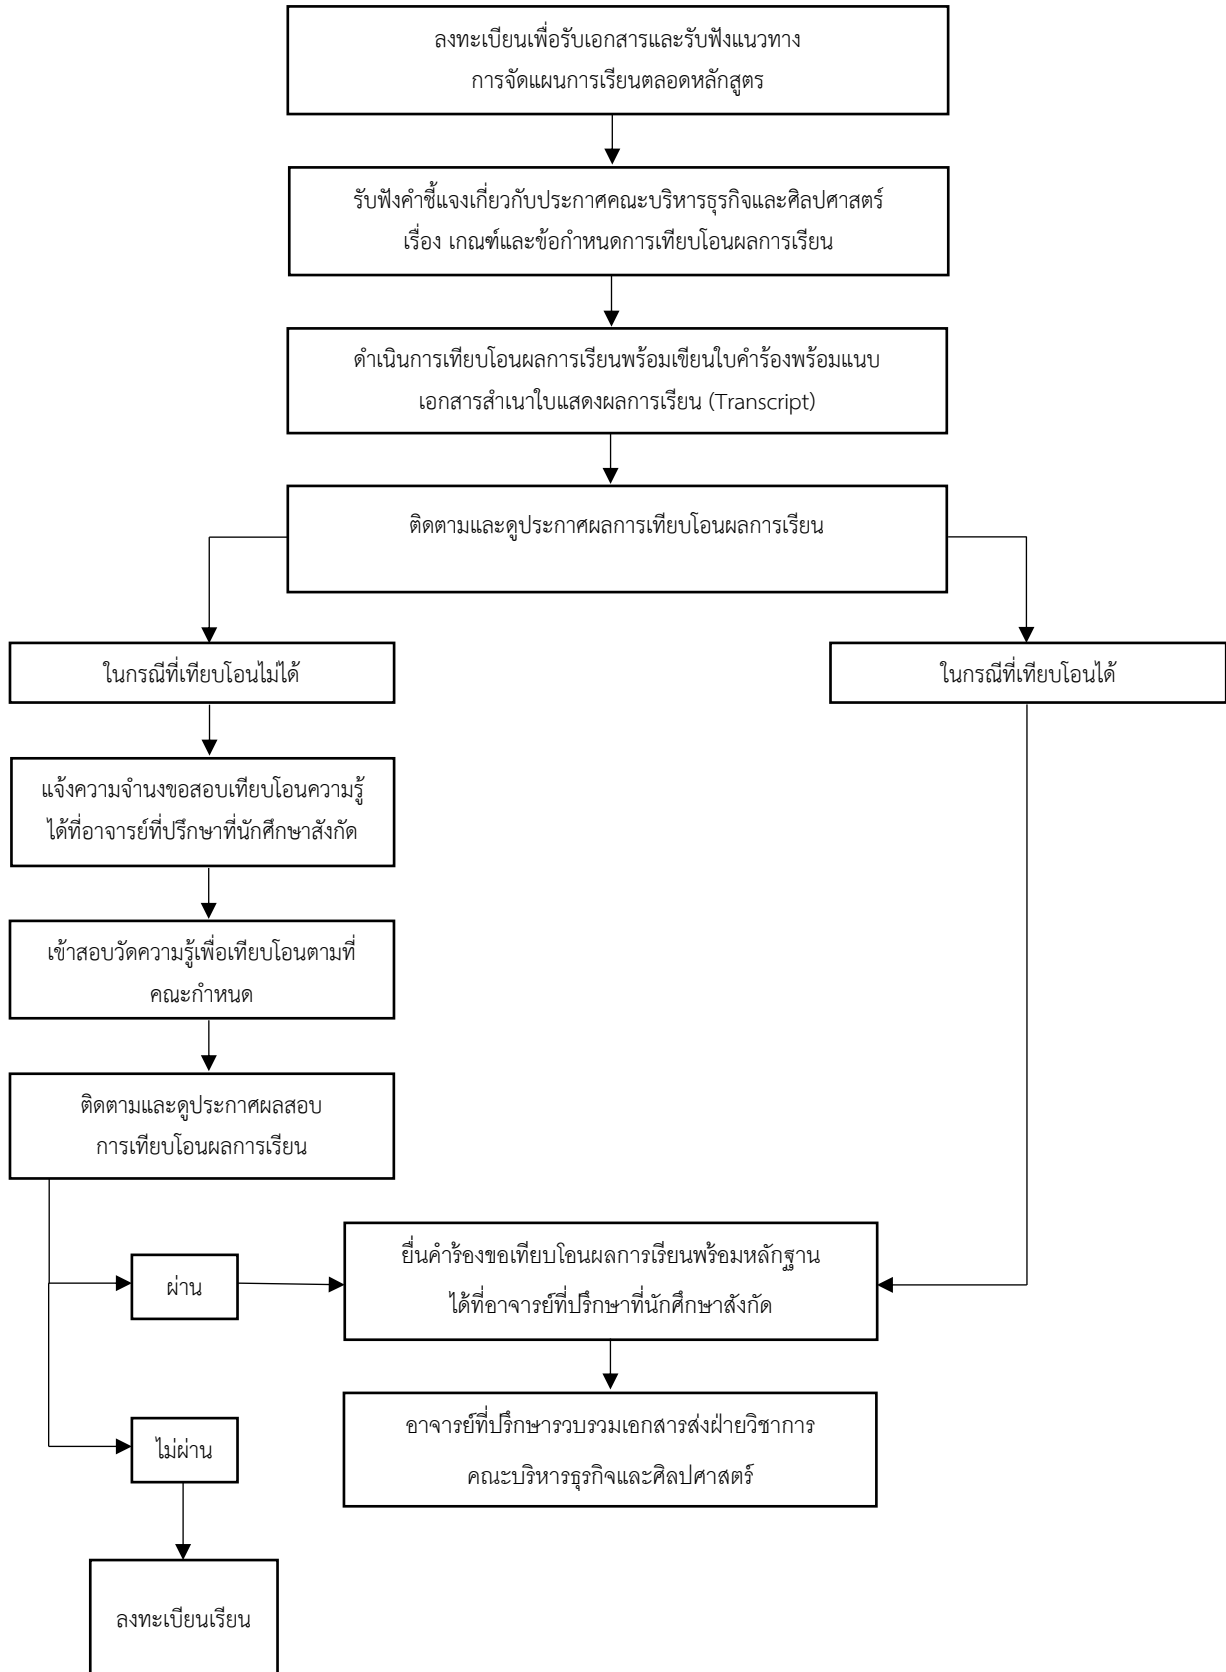 ลงทะเบียนเพื่อรับเอกสารและรับฟังแนวทาง
การจัดแผนการเรียนตลอดหลักสูตร
รับฟังคำชี้แจงเกี่ยวกับประกาศคณะบริหารธุรกิจและศิลปศาสตร์
เรื่อง เกณฑ์และข้อกำหนดการเทียบโอนผลการเรียน
ดำเนินการเทียบโอนผลการเรียนพร้อมเขียนใบคำร้องพร้อมแนบ
เอกสารสำเนาใบแสดงผลการเรียน (Transcript)
ติดตามและดูประกาศผลการเทียบโอนผลการเรียน
ในกรณีที่เทียบโอนไม่ได้
ในกรณีที่เทียบโอนได้
แจ้งความจำนงขอสอบเทียบโอนความรู้
ได้ที่อาจารย์ที่ปรึกษาที่นักศึกษาสังกัด
เข้าสอบวัดความรู้เพื่อเทียบโอนตามที่
คณะกำหนด
ติดตามและดูประกาศผลสอบ
การเทียบโอนผลการเรียน
ผ่าน
ยื่นคำร้องขอเทียบโอนผลการเรียนพร้อมหลักฐาน
ได้ที่อาจารย์ที่ปรึกษาที่นักศึกษาสังกัด
ไม่ผ่าน
อาจารย์ที่ปรึกษารวบรวมเอกสารส่งฝ่ายวิชาการ
คณะบริหารธุรกิจและศิลปศาสตร์
ลงทะเบียนเรียน